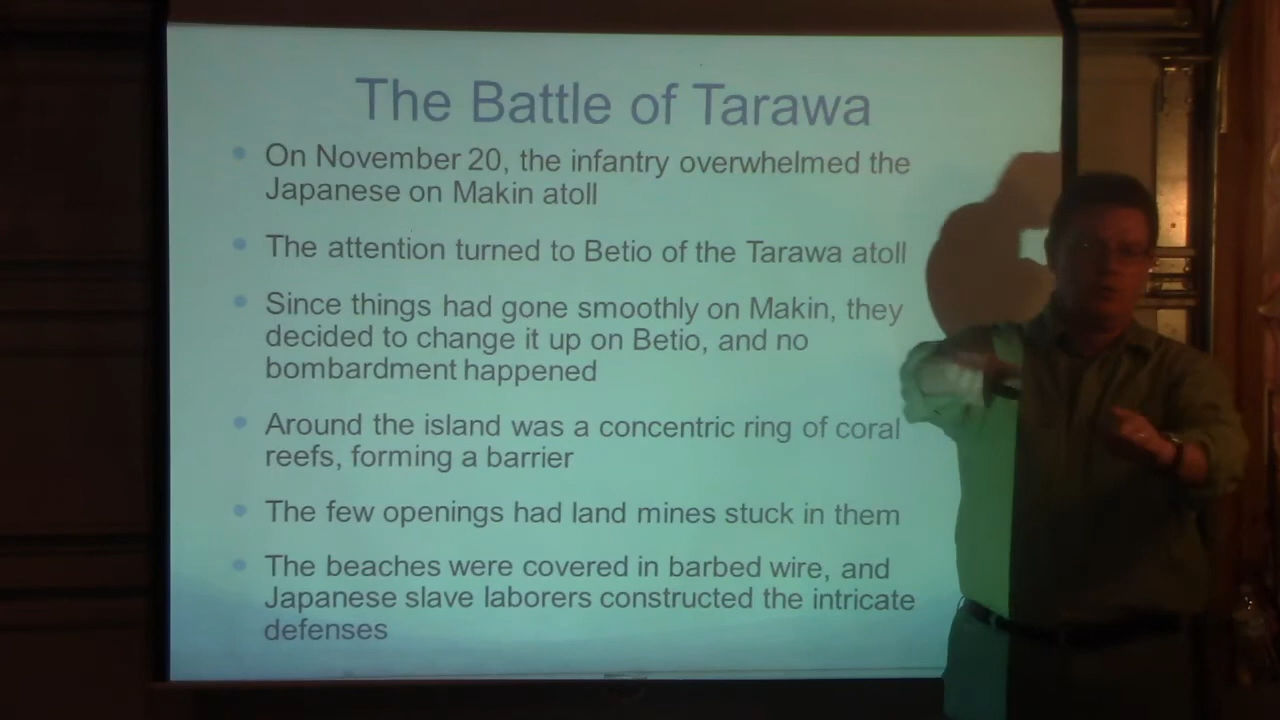 The Battle of Tarawa
On November 20, the infantry overwhelmed the
Japanese on Makin atoll
The attention turned to Betio of the Tarawa atoll
Since things had gone smoothly on Makin, they
decided to change it up on Betio, and no
bombardment happened
Around the island was a concentric ring of coral
reefs, forming a barrier
The few openings had land mines stuck in them
The beaches were covered in barbed wire, and
Japanese slave laborers constructed the intricate
defenses